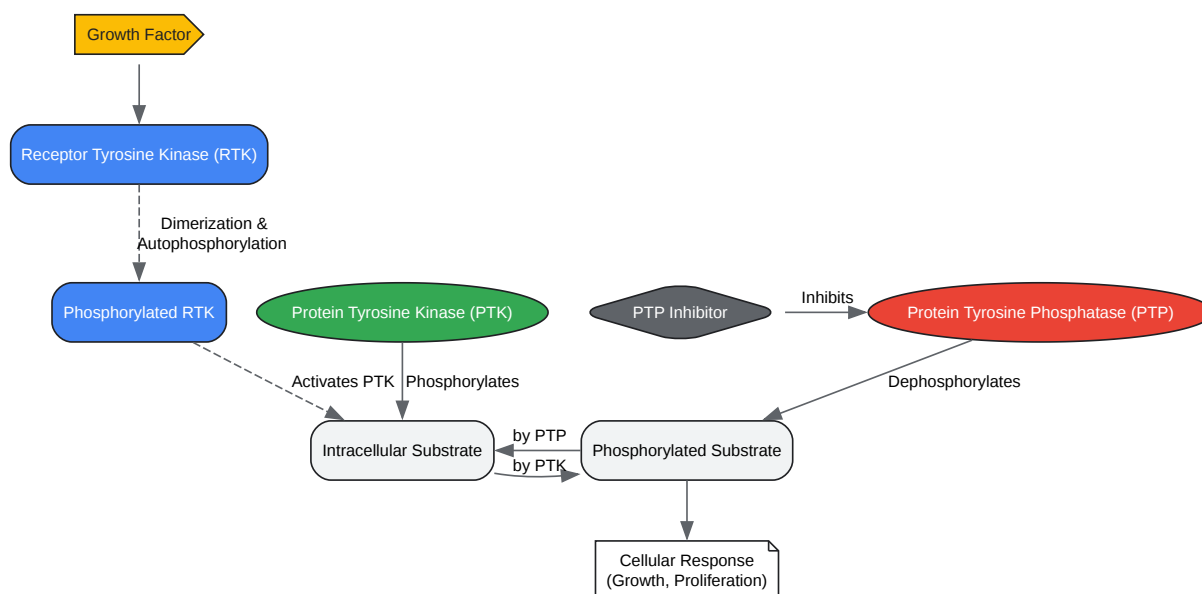 Growth Factor
Receptor Tyrosine Kinase (RTK)
Dimerization &
Autophosphorylation
Phosphorylated RTK
Protein Tyrosine Kinase (PTK)
PTP Inhibitor
Inhibits
Protein Tyrosine Phosphatase (PTP)
Activates PTK
Phosphorylates
Dephosphorylates
Intracellular Substrate
by PTP
by PTK
Phosphorylated Substrate
Cellular Response
(Growth, Proliferation)